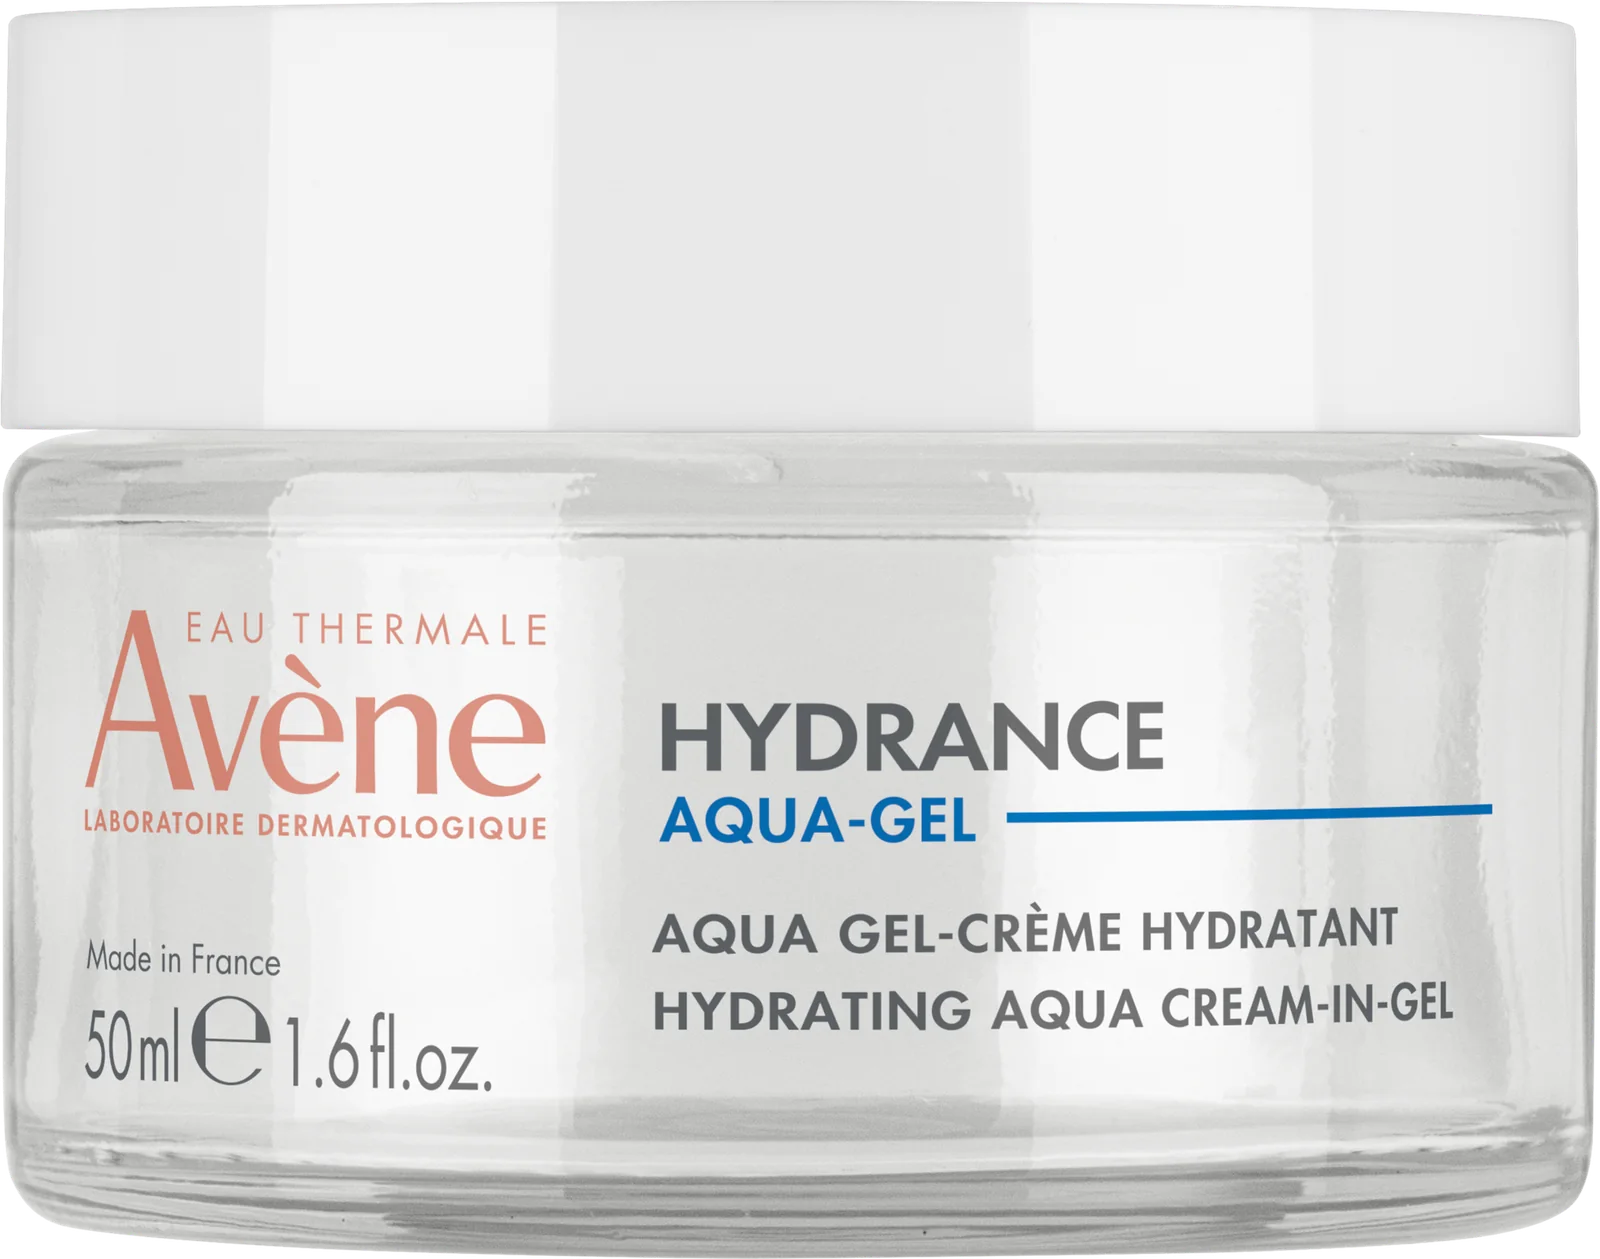 EAU THERMALE
Avène
LABORATOIRE DERMATOLOGIQUE
HYDRANCE
AQUA-GEL
AQUA GEL-CRÈME HYDRATANT
HYDRATING AQUA CREAM-IN-GEL
Made in France
50ml e 1.6 fl.oz.